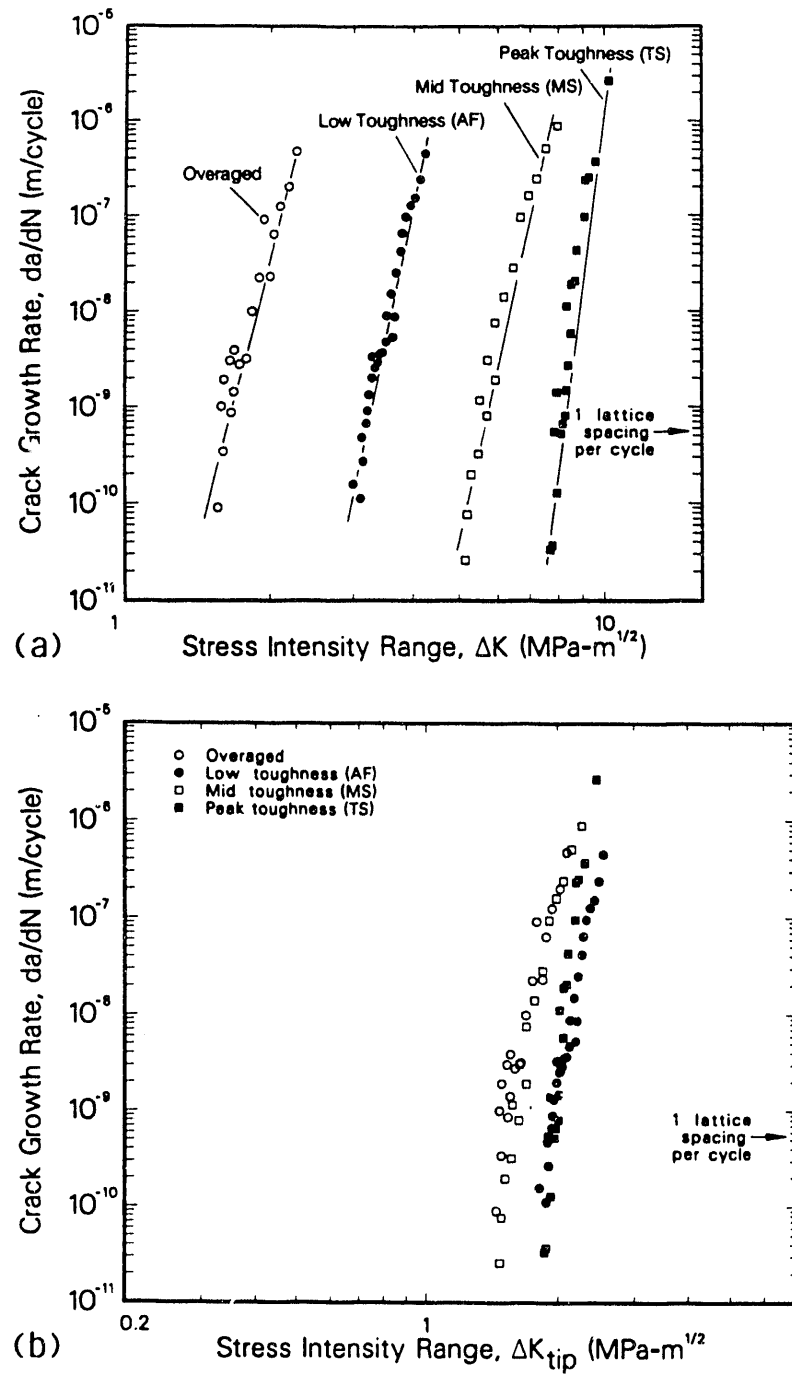 10⁻⁵
Peak Toughness (TS)
Mid Toughness (MS)
10⁻⁶
Low Toughness (AF)
Overaged
10⁻⁷
10⁻⁸
10⁻⁹
1 lattice
spacing
per cycle
10⁻¹⁰
10⁻¹¹
Crack Growth Rate, da/dN (m/cycle)
1
10
(a)
Stress Intensity Range, ΔK (MPa-m¹/²)
10⁻⁵
Overaged
Low toughness (AF)
Mid toughness (MS)
Peak toughness (TS)
10⁻⁶
10⁻⁷
10⁻⁸
10⁻⁹
1 lattice
spacing
per cycle
10⁻¹⁰
10⁻¹¹
Crack Growth Rate, da/dN (m/cycle)
0.2
1
(b)
Stress Intensity Range, ΔK_tip (MPa-m¹/²